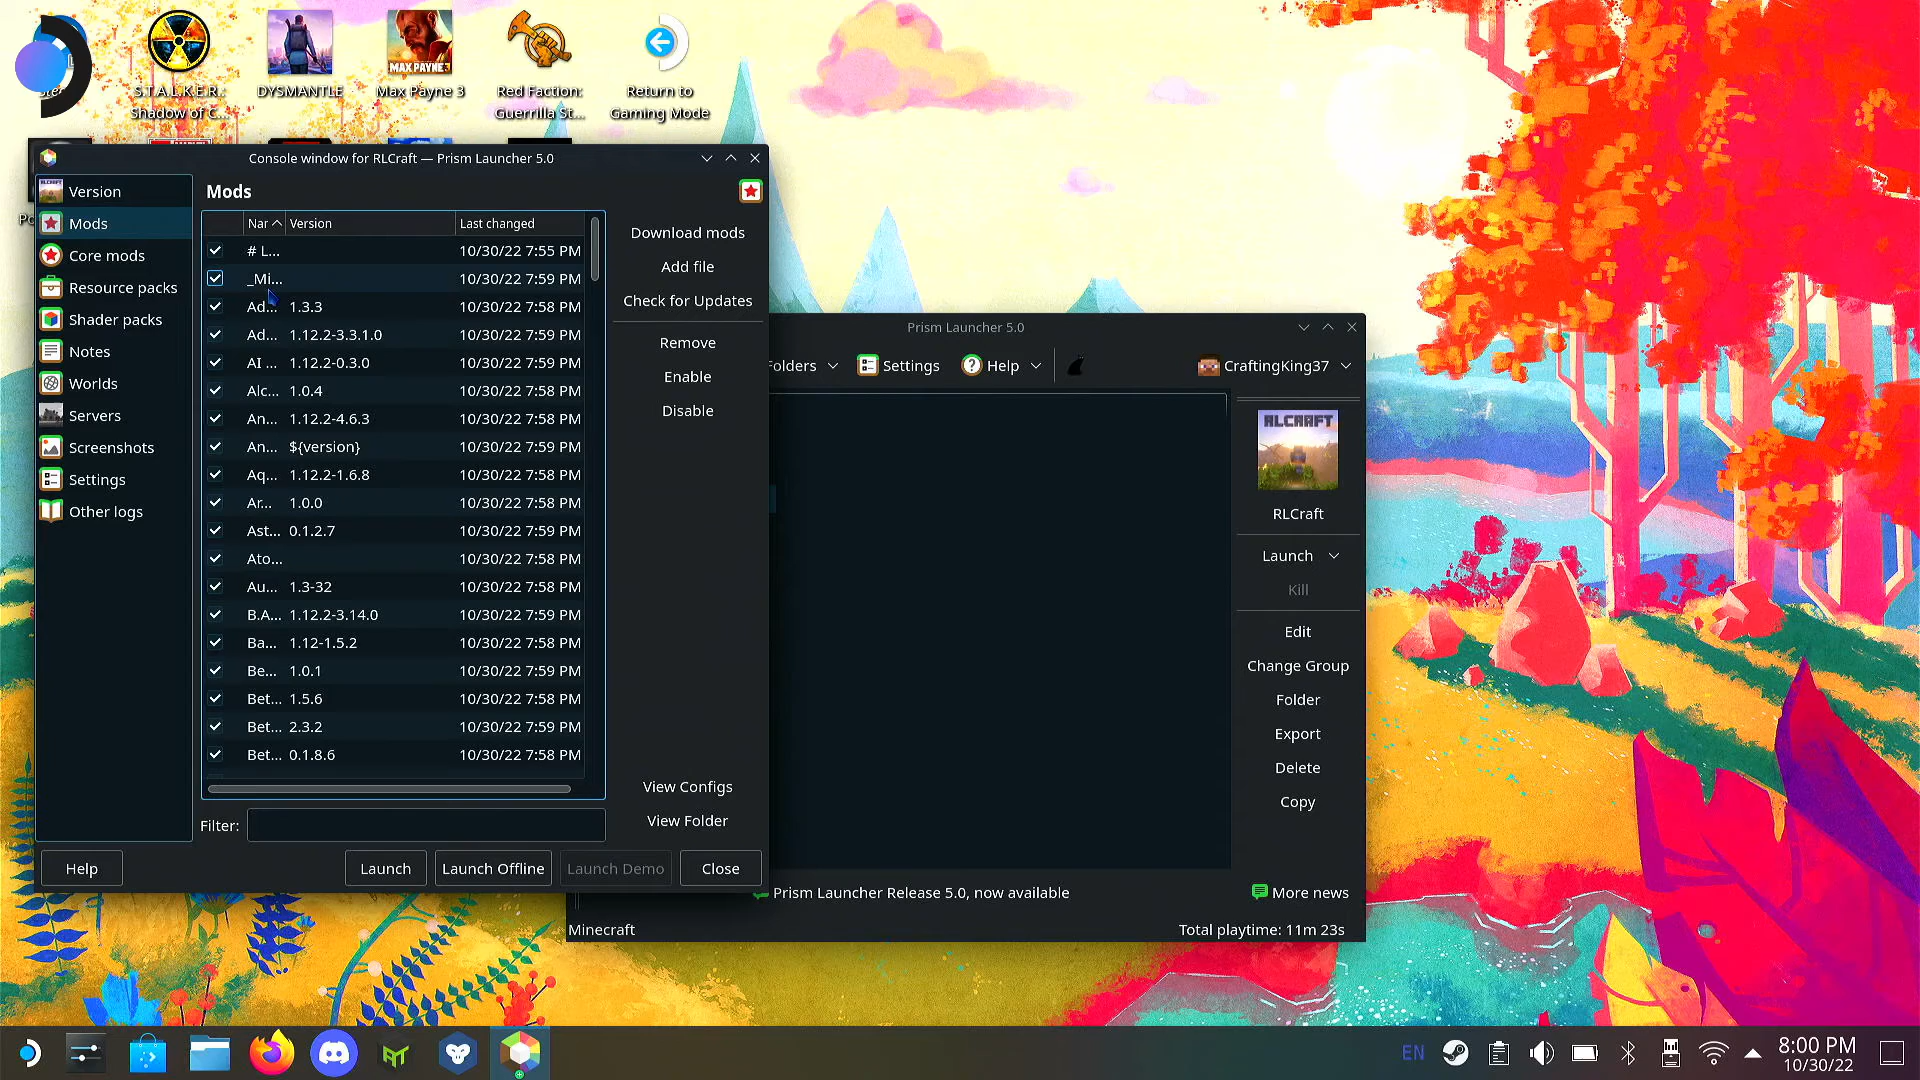 S.T.A.L.K.E.R.:
Shadow of C...
DYSMANTLE
MAX PAYNE 3
Max Payne 3
Red Faction:
Guerrilla St...
Return to
Gaming Mode
Console window for RLCraft — Prism Launcher 5.0
Version
Mods
Core mods
Resource packs
Shader packs
Notes
Worlds
Servers
Screenshots
Settings
Other logs
Mods
Nar Version Last changed
# L... 10/30/22 7:55 PM
_Mi... 10/30/22 7:59 PM
Ad... 1.3.3 10/30/22 7:58 PM
Ad... 1.12.2-3.3.1.0 10/30/22 7:58 PM
AI ... 1.12.2-0.3.0 10/30/22 7:59 PM
Alc... 1.0.4 10/30/22 7:58 PM
An... 1.12.2-4.6.3 10/30/22 7:59 PM
An... ${version} 10/30/22 7:59 PM
Aq... 1.12.2-1.6.8 10/30/22 7:58 PM
Ar... 1.0.0 10/30/22 7:58 PM
Ast... 0.1.2.7 10/30/22 7:59 PM
Ato... 10/30/22 7:58 PM
Au... 1.3-32 10/30/22 7:58 PM
B.A... 1.12.2-3.14.0 10/30/22 7:59 PM
Ba... 1.12-1.5.2 10/30/22 7:58 PM
Be... 1.0.1 10/30/22 7:59 PM
Bet... 1.5.6 10/30/22 7:58 PM
Bet... 2.3.2 10/30/22 7:59 PM
Bet... 0.1.8.6 10/30/22 7:58 PM
Filter:
Download mods
Add file
Check for Updates
Remove
Enable
Disable
View Configs
View Folder
Help
Launch
Launch Offline
Launch Demo
Close
Prism Launcher 5.0
Folders
Settings
Help
CraftingKing37
RLCRAFT
RLCraft
Launch
Kill
Edit
Change Group
Folder
Export
Delete
Copy
Prism Launcher Release 5.0, now available
More news
Minecraft
Total playtime: 11m 23s
EN
8:00 PM
10/30/22